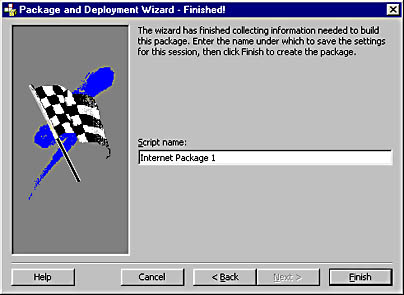 Package and Deployment Wizard - Finished!
The wizard has finished collecting information needed to build
this package. Enter the name under which to save the settings
for this session, then click Finish to create the package.
Script name:
Internet Package 1
Help
Cancel
< Back
Next >
Finish